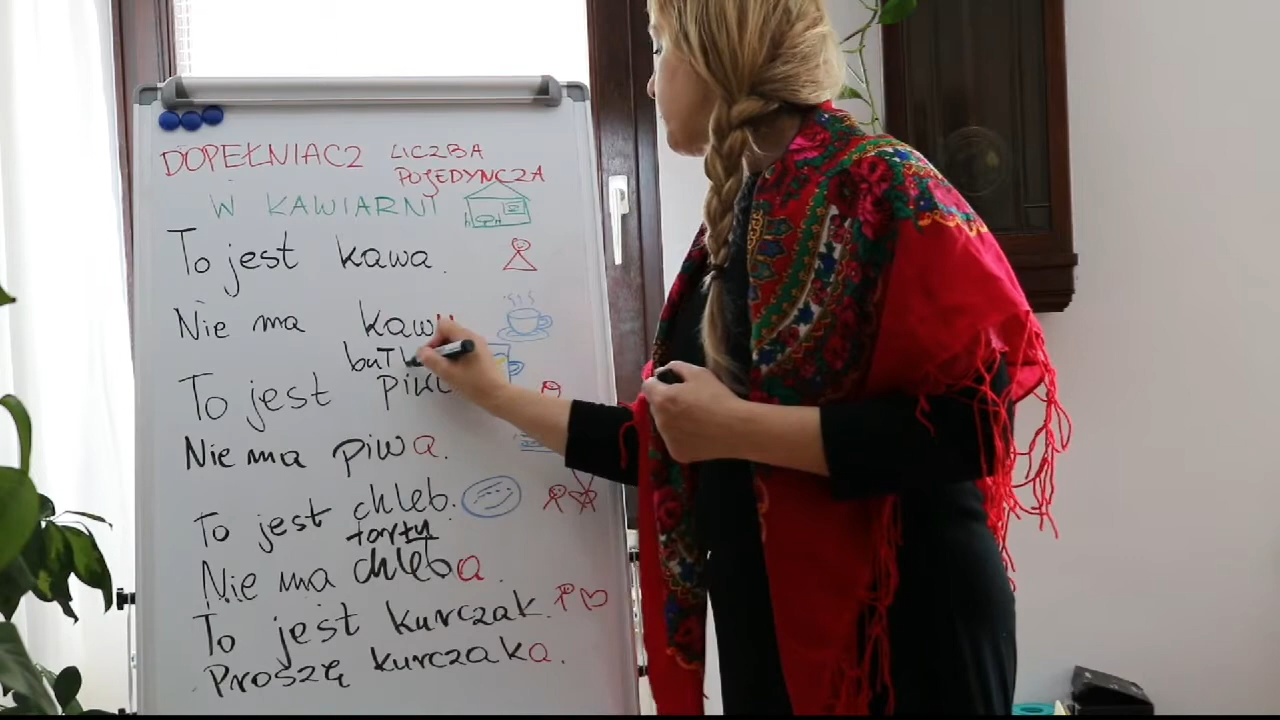 DOPEŁNIACZ LICZBA
POJEDYNCZA
W KAWIARNI
To jest kawa.
Nie ma kawy
To jest
Nie ma piwa.
To jest chleb.
torty
Nie ma chleba.
To jest kurczak.
Proszę kurczaka.